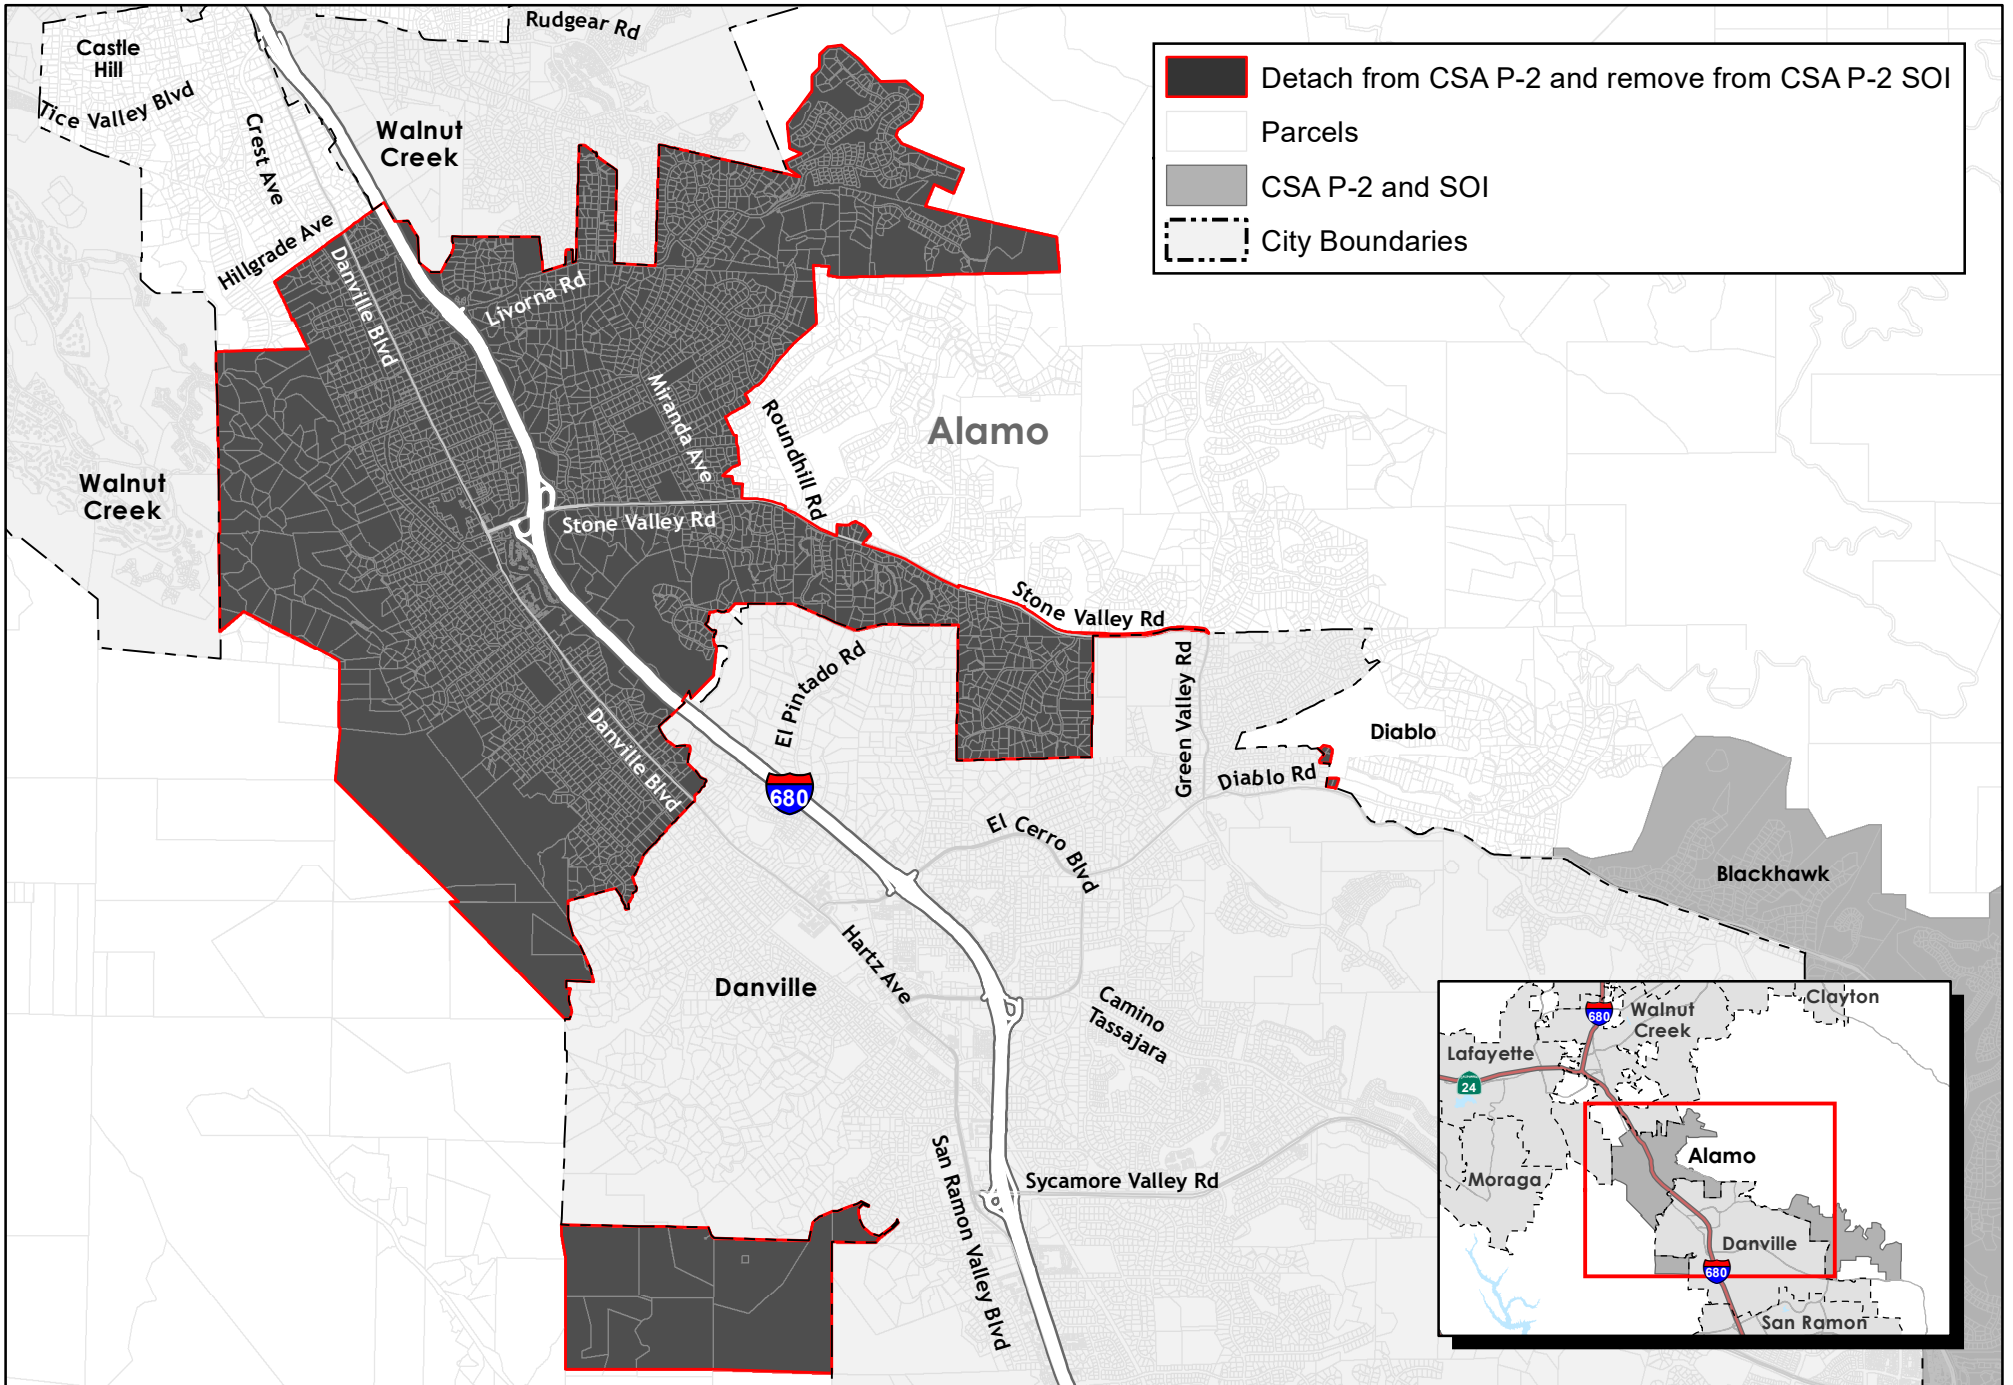 Rudgear Rd
Castle
Hill
Tice Valley Blvd
Crest Ave
Walnut
Creek
Hillgrade Ave
Danville Blvd
Livorna Rd
Miranda Ave
Roundhill Rd
Alamo
Walnut
Creek
Stone Valley Rd
Stone Valley Rd
El Pintado Rd
Green Valley Rd
Diablo
Diablo Rd
Danville Blvd
680
El Cerro Blvd
Blackhawk
Hartz Ave
Danville
Camino
Tassajara
San Ramon Valley Blvd
Sycamore Valley Rd
Detach from CSA P-2 and remove from CSA P-2 SOI
Parcels
CSA P-2 and SOI
City Boundaries
Clayton
680
Walnut
Creek
Lafayette
24
Alamo
Moraga
Danville
680
San Ramon